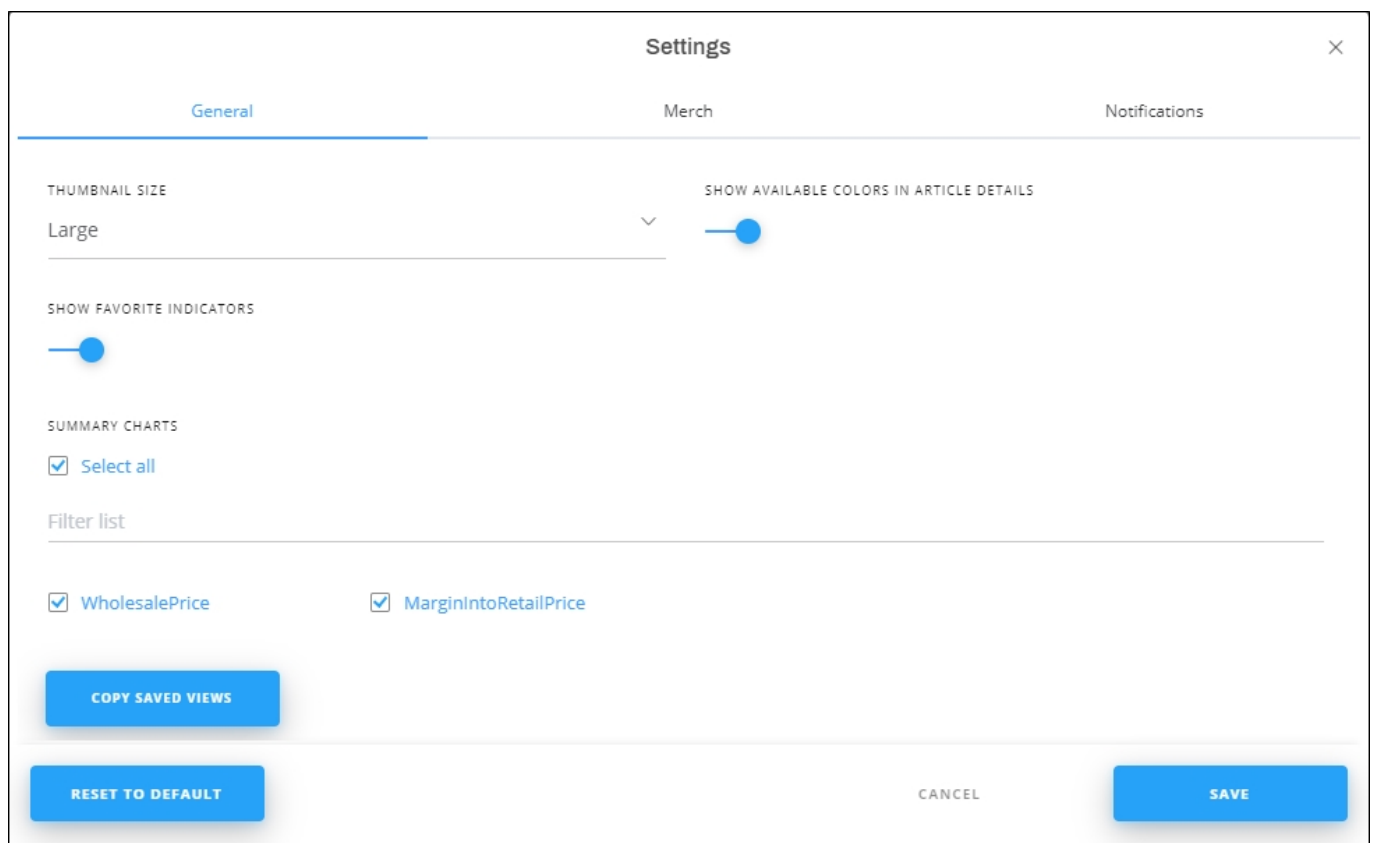 Settings
General
Merch
Notifications
THUMBNAIL SIZE
SHOW AVAILABLE COLORS IN ARTICLE DETAILS
Large
SHOW FAVORITE INDICATORS
SUMMARY CHARTS
Select all
Filter list
WholesalePrice
MarginIntoRetailPrice
COPY SAVED VIEWS
RESET TO DEFAULT
CANCEL
SAVE